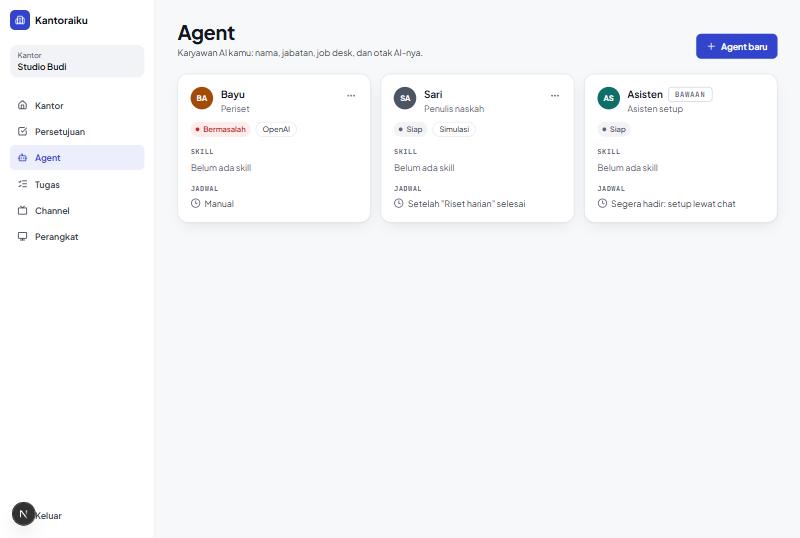 Kantoraiku
Kantor
Studio Budi
Kantor
Persetujuan
Agent
Tugas
Channel
Perangkat
N Keluar
Agent
Karyawan AI kamu: nama, jabatan, job desk, dan otak AI-nya.
+ Agent baru
BA Bayu ...
Periset
Bermasalah OpenAI
SKILL
Belum ada skill
JADWAL
Manual
SA Sari ...
Penulis naskah
Siap Simulasi
SKILL
Belum ada skill
JADWAL
Setelah "Riset harian" selesai
AS Asisten BAWAAN
Asisten setup
Siap
SKILL
Belum ada skill
JADWAL
Segera hadir: setup lewat chat